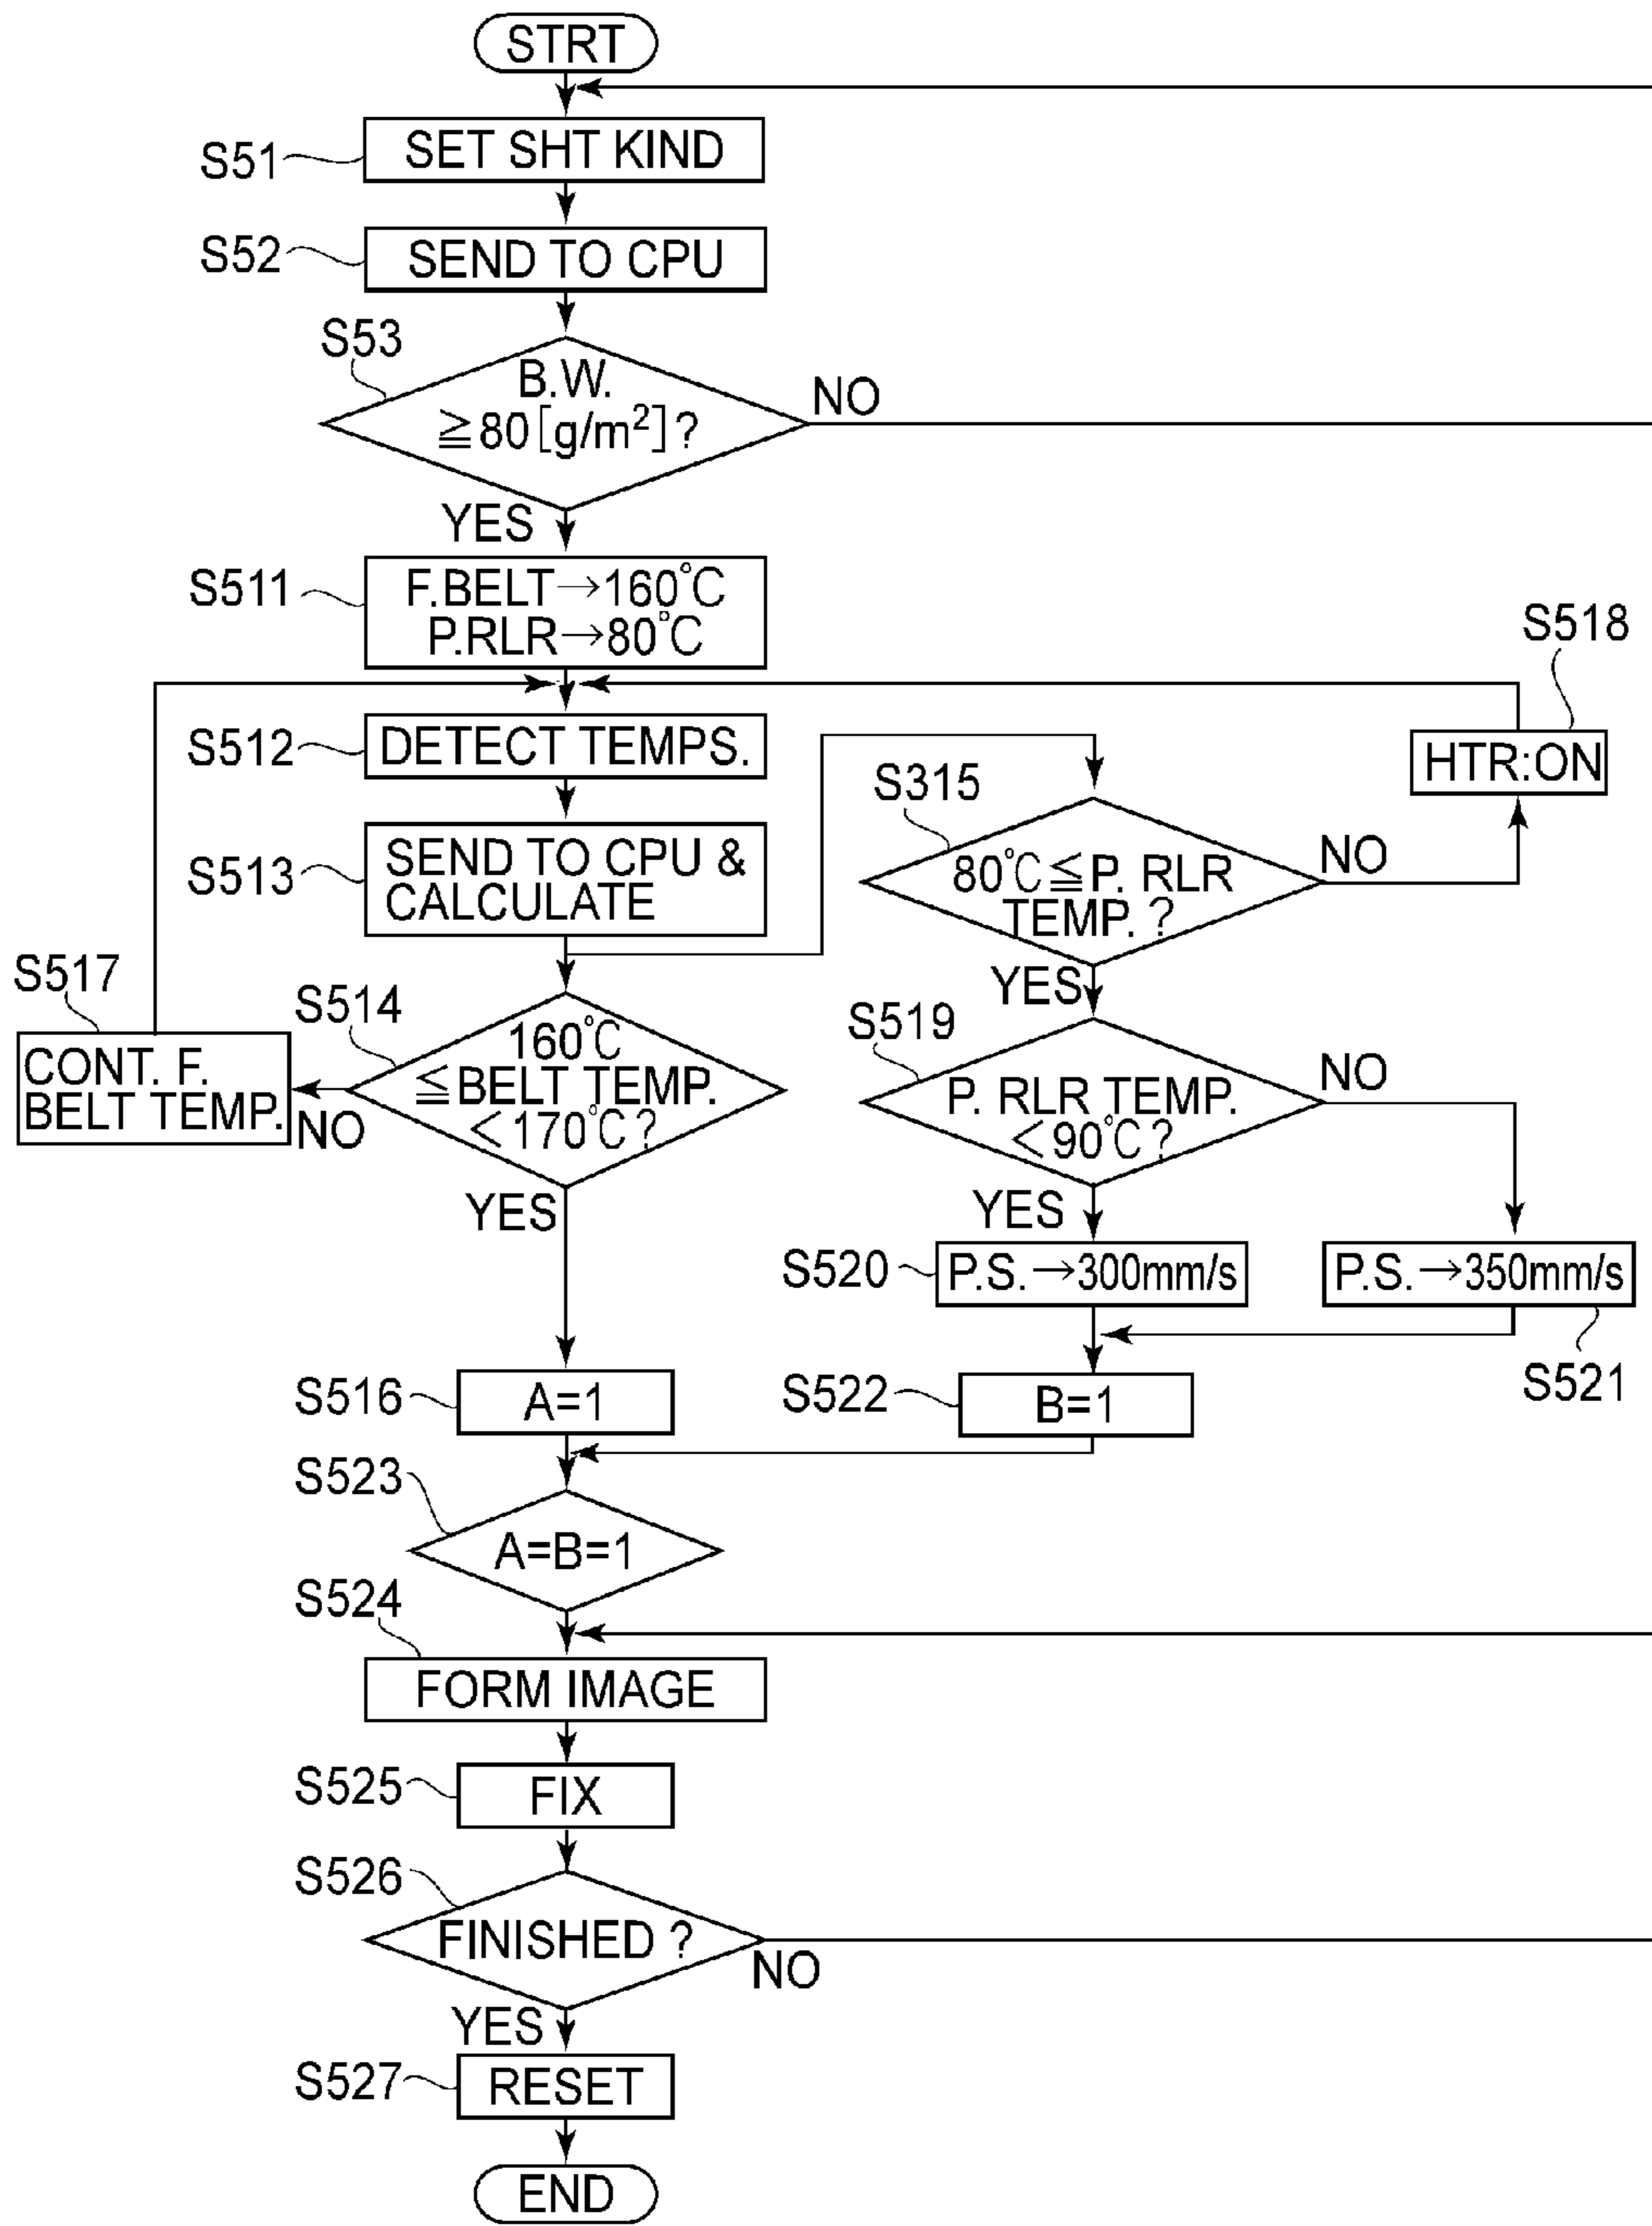 STRT
S51
SET SHT KIND
S52
SEND TO CPU
S53
B.W.
≧80[g/m²]?
NO
YES
S511
F.BELT→160°C
P.RLR→80°C
S518
HTR:ON
S512
DETECT TEMPS.
S315
80°C≦P. RLR
TEMP. ?
NO
YES
S513
SEND TO CPU &
CALCULATE
S517
CONT. F.
BELT TEMP.
S514
160°C
≦BELT TEMP.
<170°C?
NO
YES
S519
P. RLR TEMP.
<90°C?
NO
YES
S520
P.S.→300mm/s
P.S.→350mm/s
S521
S516
A=1
S522
B=1
S523
A=B=1
S524
FORM IMAGE
S525
FIX
S526
FINISHED ?
NO
YES
S527
RESET
END